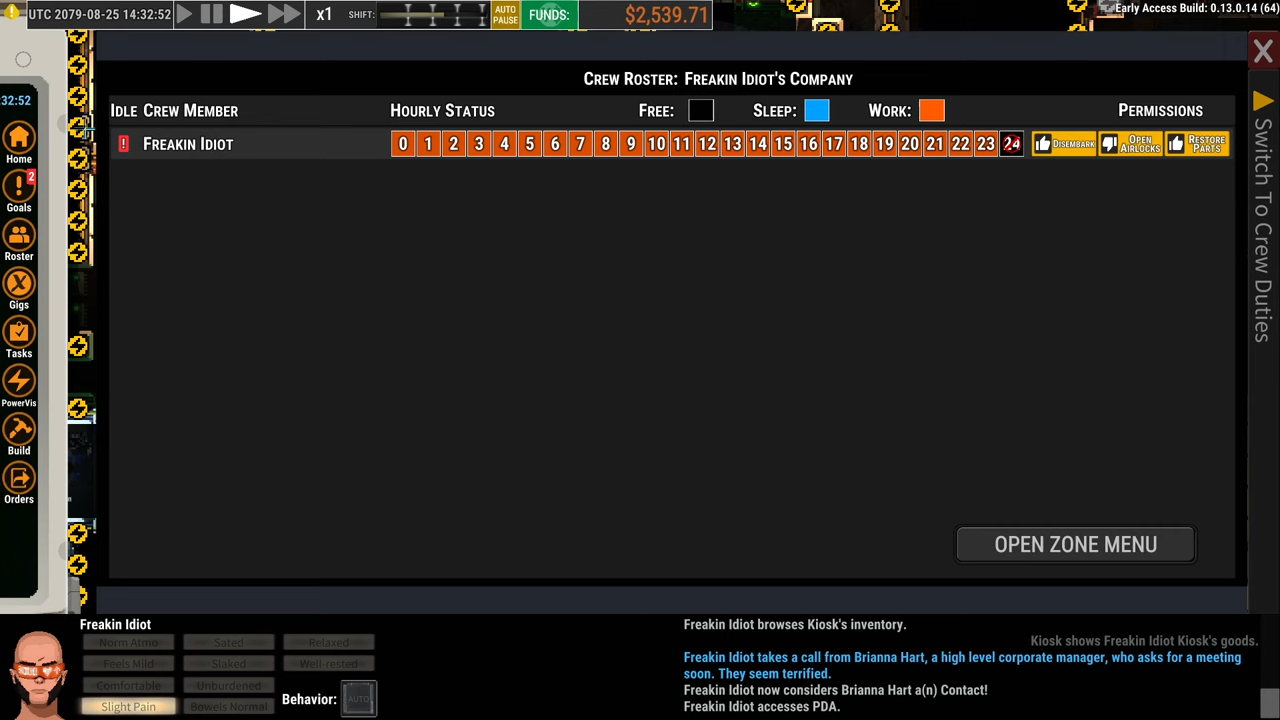 UTC 2079-08-25 14:32:52
x1
SHIFT:
AUTO PAUSE
FUNDS:
$2,539.71
Early Access Build: 0.13.0.14 (64)
Crew Roster: Freakin Idiot's Company
Idle Crew Member
Hourly Status
Free:
Sleep:
Work:
Permissions
Freakin Idiot
0 1 2 3 4 5 6 7 8 9 10 11 12 13 14 15 16 17 18 19 20 21 22 23 24
Disembark
Open Airlocks
Restore Parts
Switch To Crew Duties
OPEN ZONE MENU
32:52
Home
2
Goals
Roster
Gigs
Tasks
PowerVis
Build
Orders
Freakin Idiot
Norm Atmo
Sated
Relaxed
Feels Mild
Slaked
Well-rested
Comfortable
Unburdened
Slight Pain
Bowels Normal
Behavior:
AUTO
Freakin Idiot browses Kiosk's inventory.
Kiosk shows Freakin Idiot Kiosk's goods.
Freakin Idiot takes a call from Brianna Hart, a high level corporate manager, who asks for a meeting
soon. They seem terrified.
Freakin Idiot now considers Brianna Hart a(n) Contact!
Freakin Idiot accesses PDA.